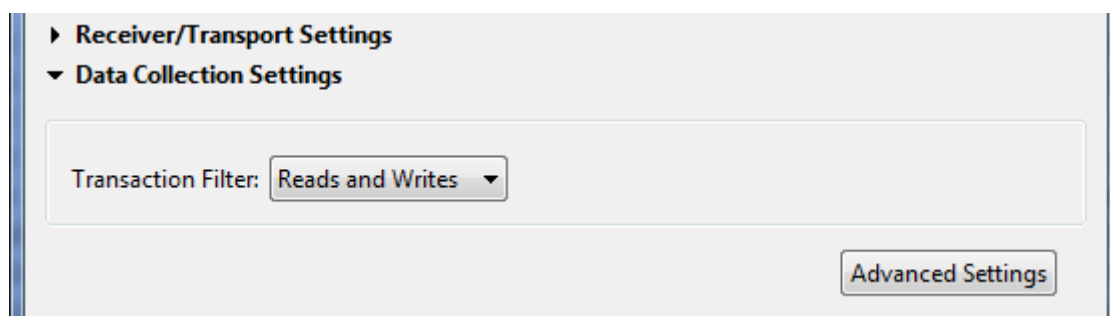 Receiver/Transport Settings
Data Collection Settings
Transaction Filter: Reads and Writes
Advanced Settings